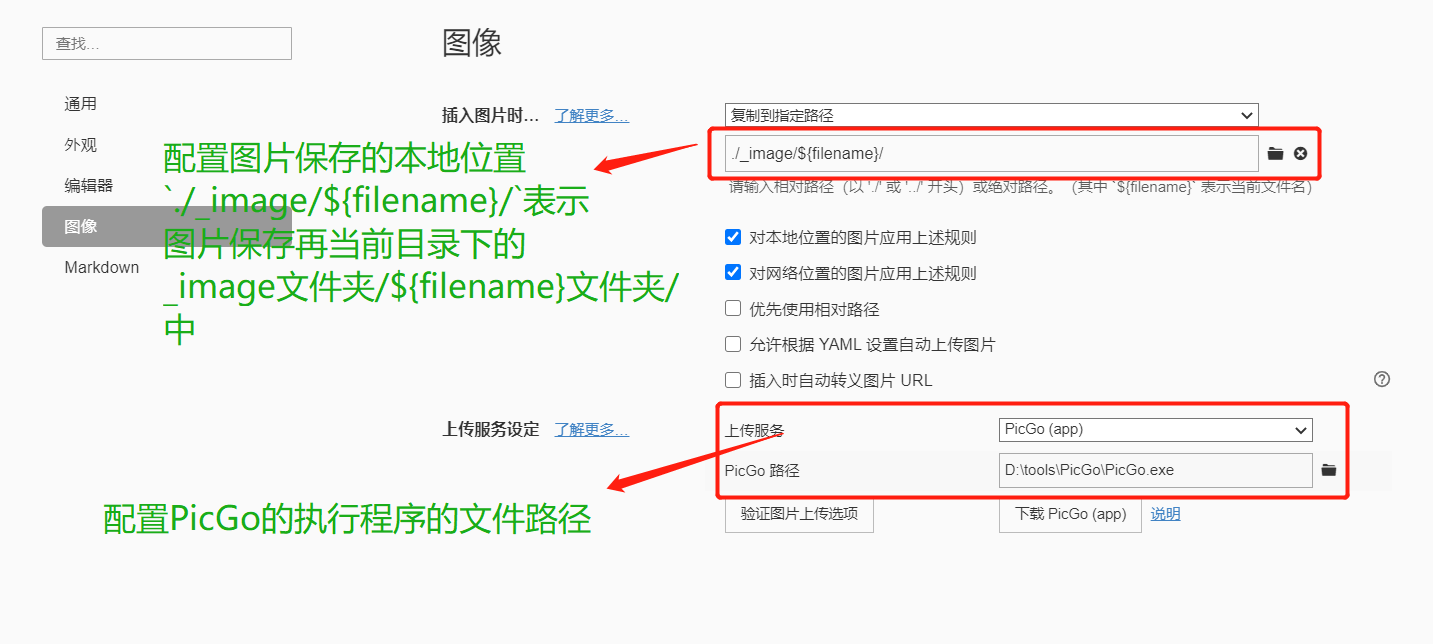 查找...
图像
通用
外观
编辑器
图像
Markdown
插入图片时... 了解更多...
复制到指定路径
./_image/${filename}/
请输入相对路径（以 './' 或 '../' 开头）或绝对路径。（其中 `${filename}` 表示当前文件名）
配置图片保存的本地位置
`./_image/${filename}/`表示
图片保存再当前目录下的
_image文件夹/${filename}文件夹/
中
对本地位置的图片应用上述规则
对网络位置的图片应用上述规则
优先使用相对路径
允许根据 YAML 设置自动上传图片
插入时自动转义图片 URL
上传服务设定 了解更多...
上传服务 PicGo (app)
PicGo 路径 D:\tools\PicGo\PicGo.exe
验证图片上传选项 下载 PicGo (app) 说明
配置PicGo的执行程序的文件路径